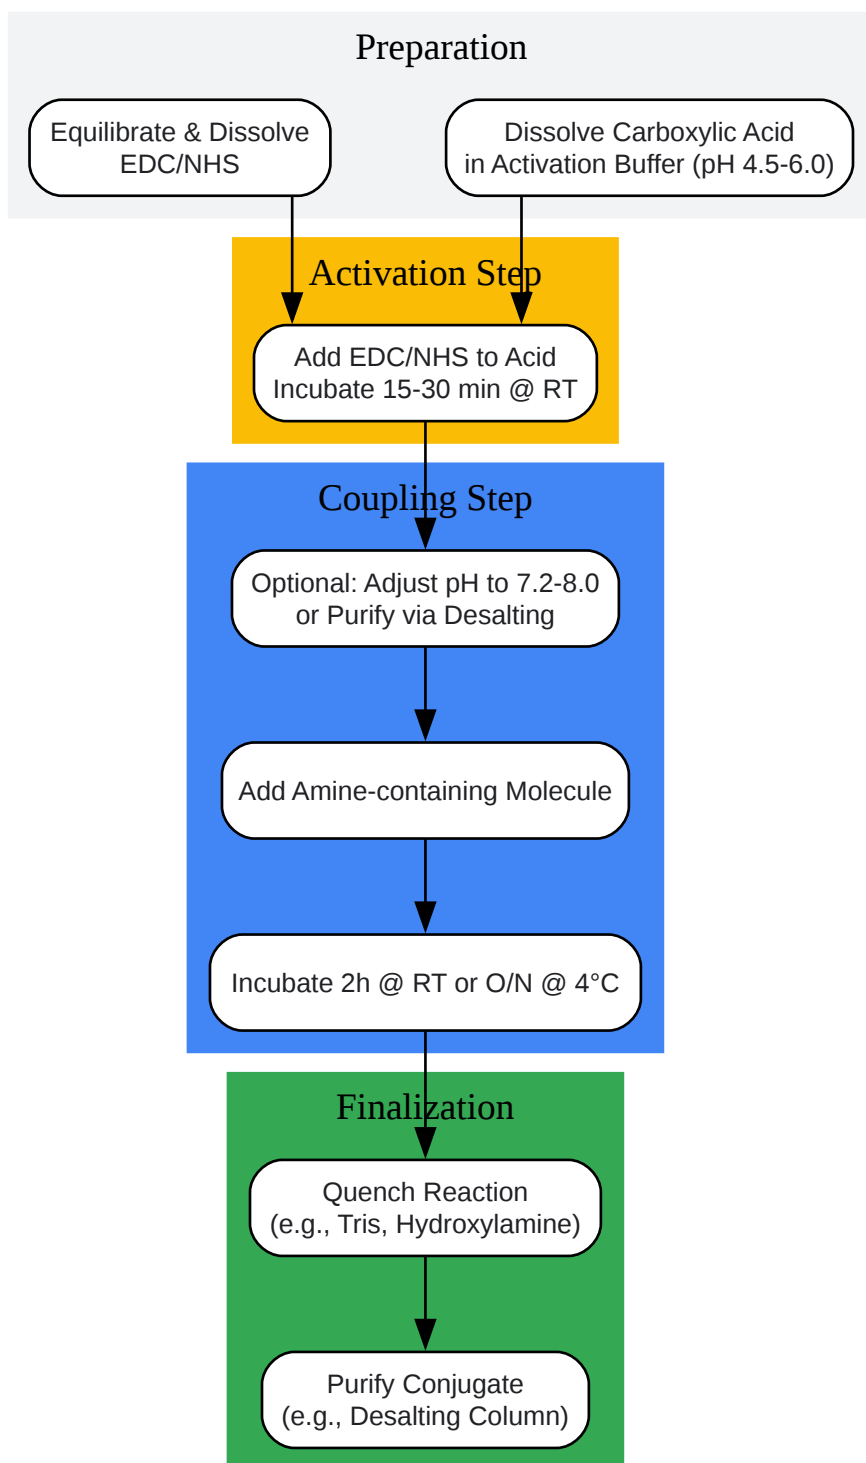 Preparation
Equilibrate & Dissolve
EDC/NHS
Dissolve Carboxylic Acid
in Activation Buffer (pH 4.5-6.0)
Activation Step
Add EDC/NHS to Acid
Incubate 15-30 min @ RT
Coupling Step
Optional: Adjust pH to 7.2-8.0
or Purify via Desalting
Add Amine-containing Molecule
Incubate 2h @ RT or O/N @ 4°C
Finalization
Quench Reaction
(e.g., Tris, Hydroxylamine)
Purify Conjugate
(e.g., Desalting Column)